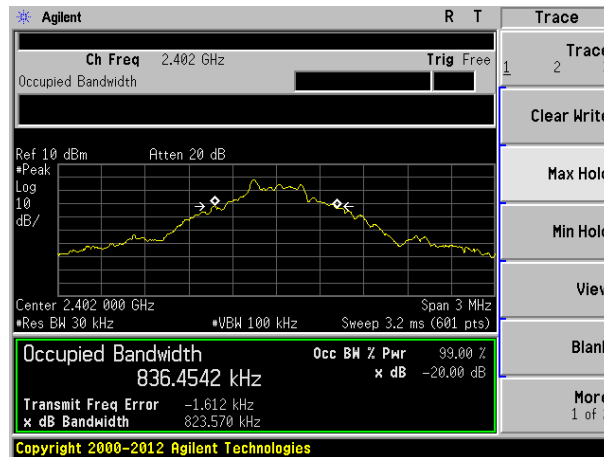 Agilent R T Trace
Ch Freq 2.402 GHz Trig Free
Occupied Bandwidth
Trace
1 2
Clear Write
Max Hold
Min Hold
View
Blank
More
1 of
Ref 10 dBm Atten 20 dB
#Peak
Log
10
dB/
Center 2.402 000 GHz Span 3 MHz
#Res BW 30 kHz #VBW 100 kHz Sweep 3.2 ms (601 pts)
Occupied Bandwidth Occ BW % Pwr 99.00 %
836.4542 kHz x dB -20.00 dB
Transmit Freq Error -1.612 kHz
x dB Bandwidth 823.570 kHz
Copyright 2000-2012 Agilent Technologies